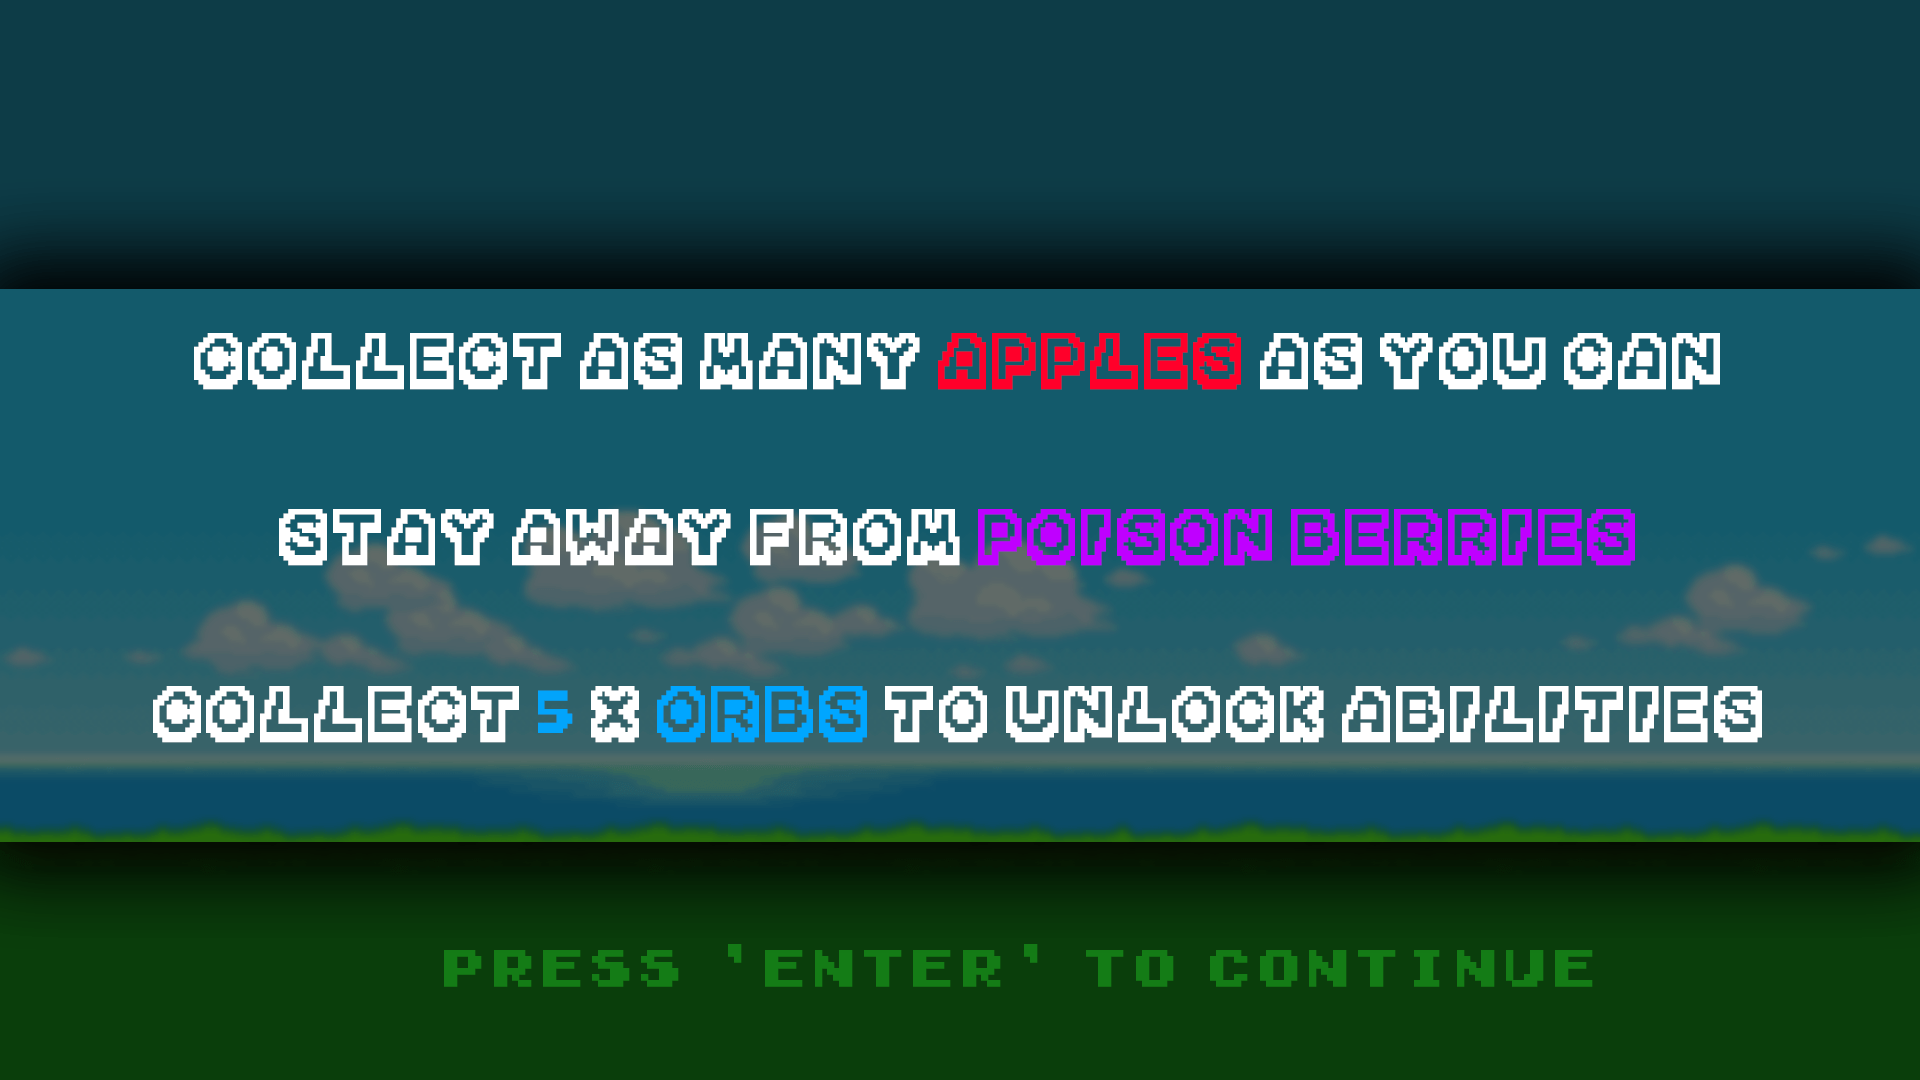 COLLECT AS MANY APPLES AS YOU CAN
STAY AWAY FROM POISON BERRIES
COLLECT 5 X ORBS TO UNLOCK ABILITIES
PRESS 'ENTER' TO CONTINUE